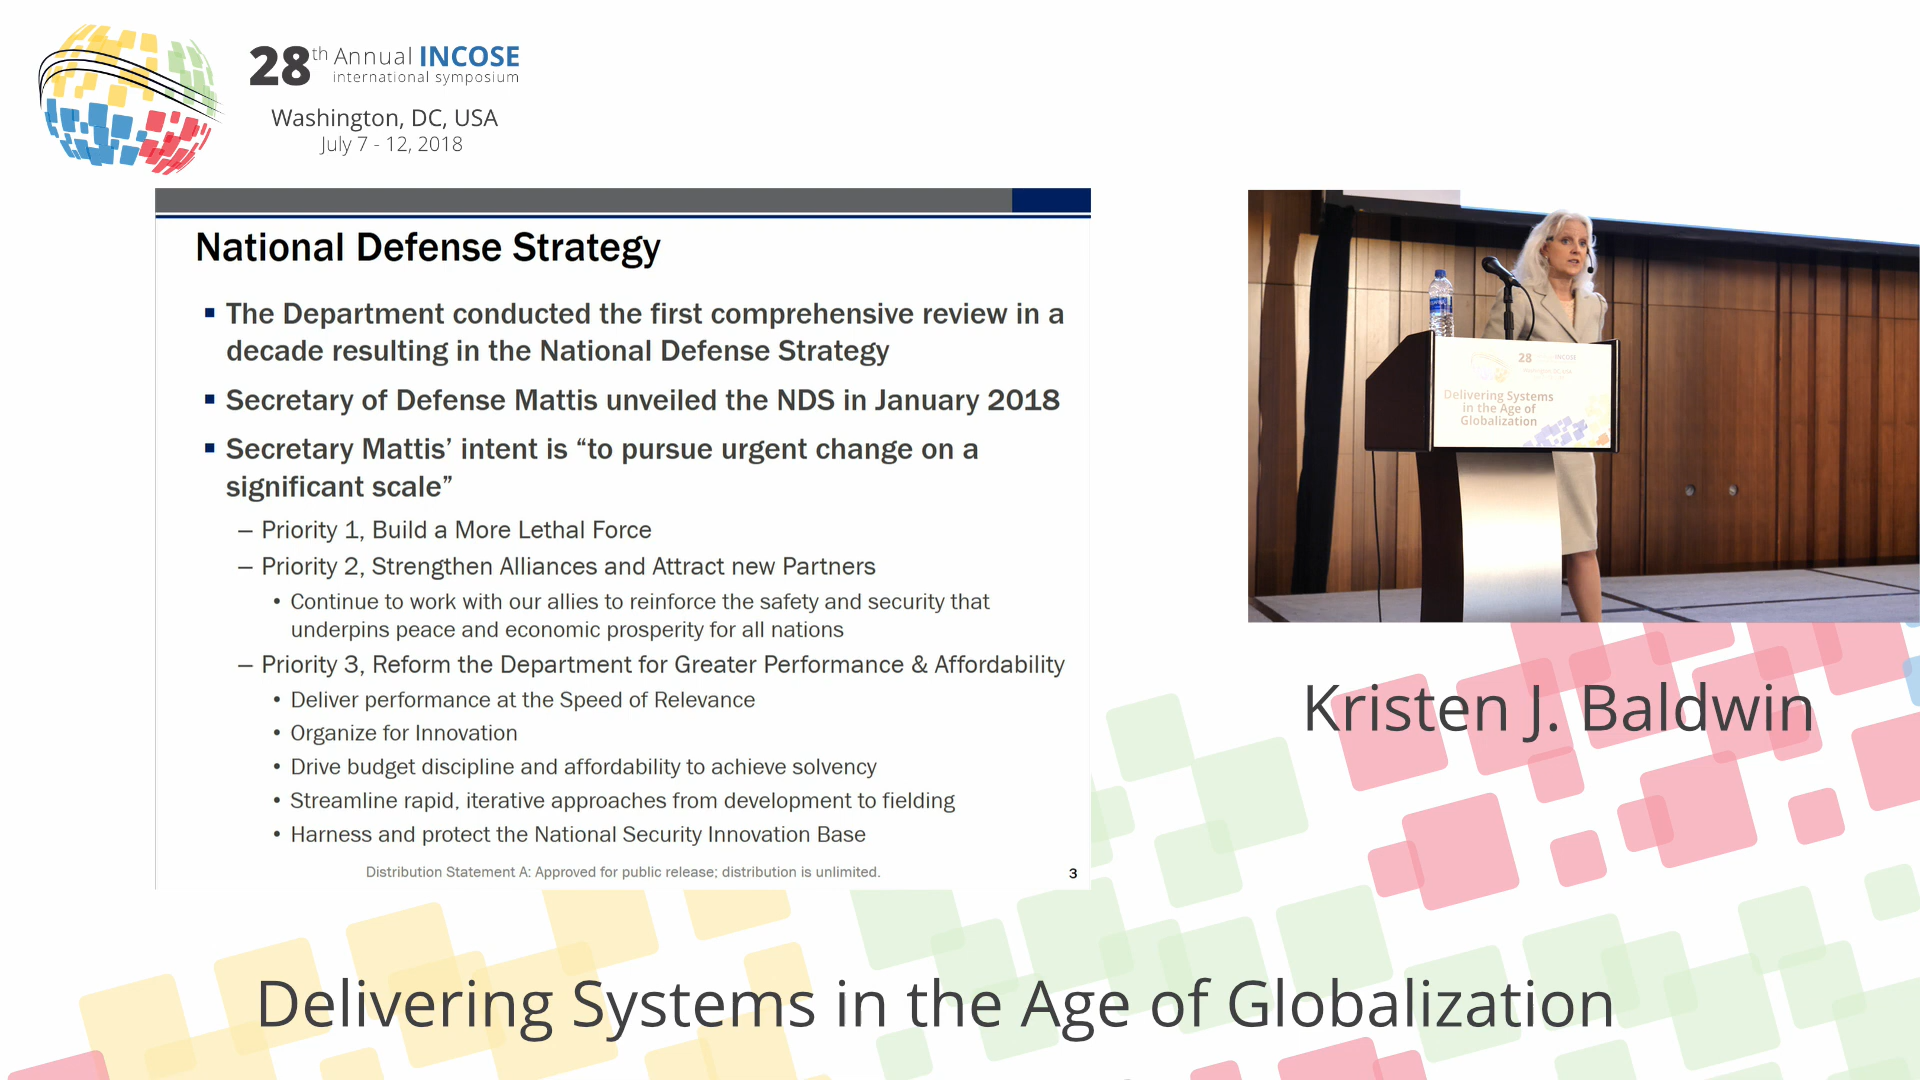 28th Annual INCOSE
international symposium
Washington, DC, USA
July 7 - 12, 2018
National Defense Strategy
▪ The Department conducted the first comprehensive review in a
decade resulting in the National Defense Strategy
▪ Secretary of Defense Mattis unveiled the NDS in January 2018
▪ Secretary Mattis’ intent is “to pursue urgent change on a
significant scale”
– Priority 1, Build a More Lethal Force
– Priority 2, Strengthen Alliances and Attract new Partners
• Continue to work with our allies to reinforce the safety and security that
underpins peace and economic prosperity for all nations
– Priority 3, Reform the Department for Greater Performance & Affordability
• Deliver performance at the Speed of Relevance
• Organize for Innovation
• Drive budget discipline and affordability to achieve solvency
• Streamline rapid, iterative approaches from development to fielding
• Harness and protect the National Security Innovation Base
Distribution Statement A: Approved for public release; distribution is unlimited.
3
28 INCOSE
Delivering Systems
in the Age of
Globalization
Kristen J. Baldwin
Delivering Systems in the Age of Globalization